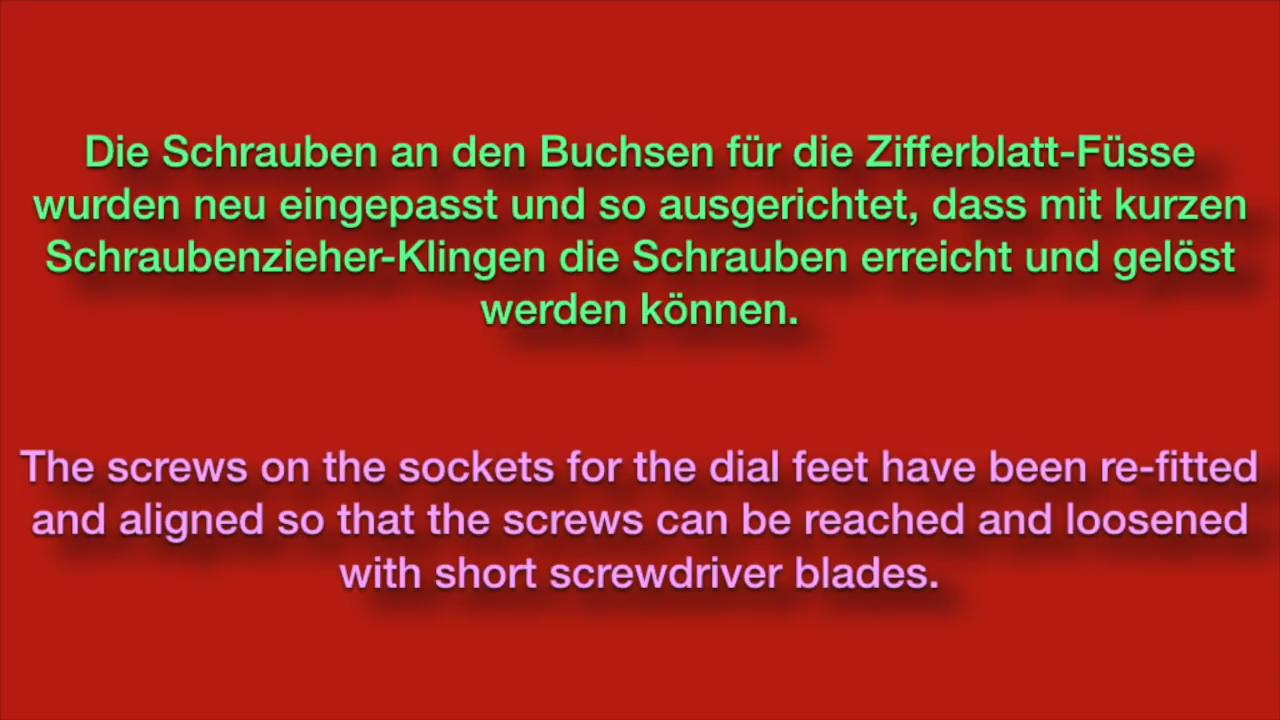 Die Schrauben an den Buchsen für die Zifferblatt-Füsse
wurden neu eingepasst und so ausgerichtet, dass mit kurzen
Schraubenzieher-Klingen die Schrauben erreicht und gelöst
werden können.
The screws on the sockets for the dial feet have been re-fitted
and aligned so that the screws can be reached and loosened
with short screwdriver blades.